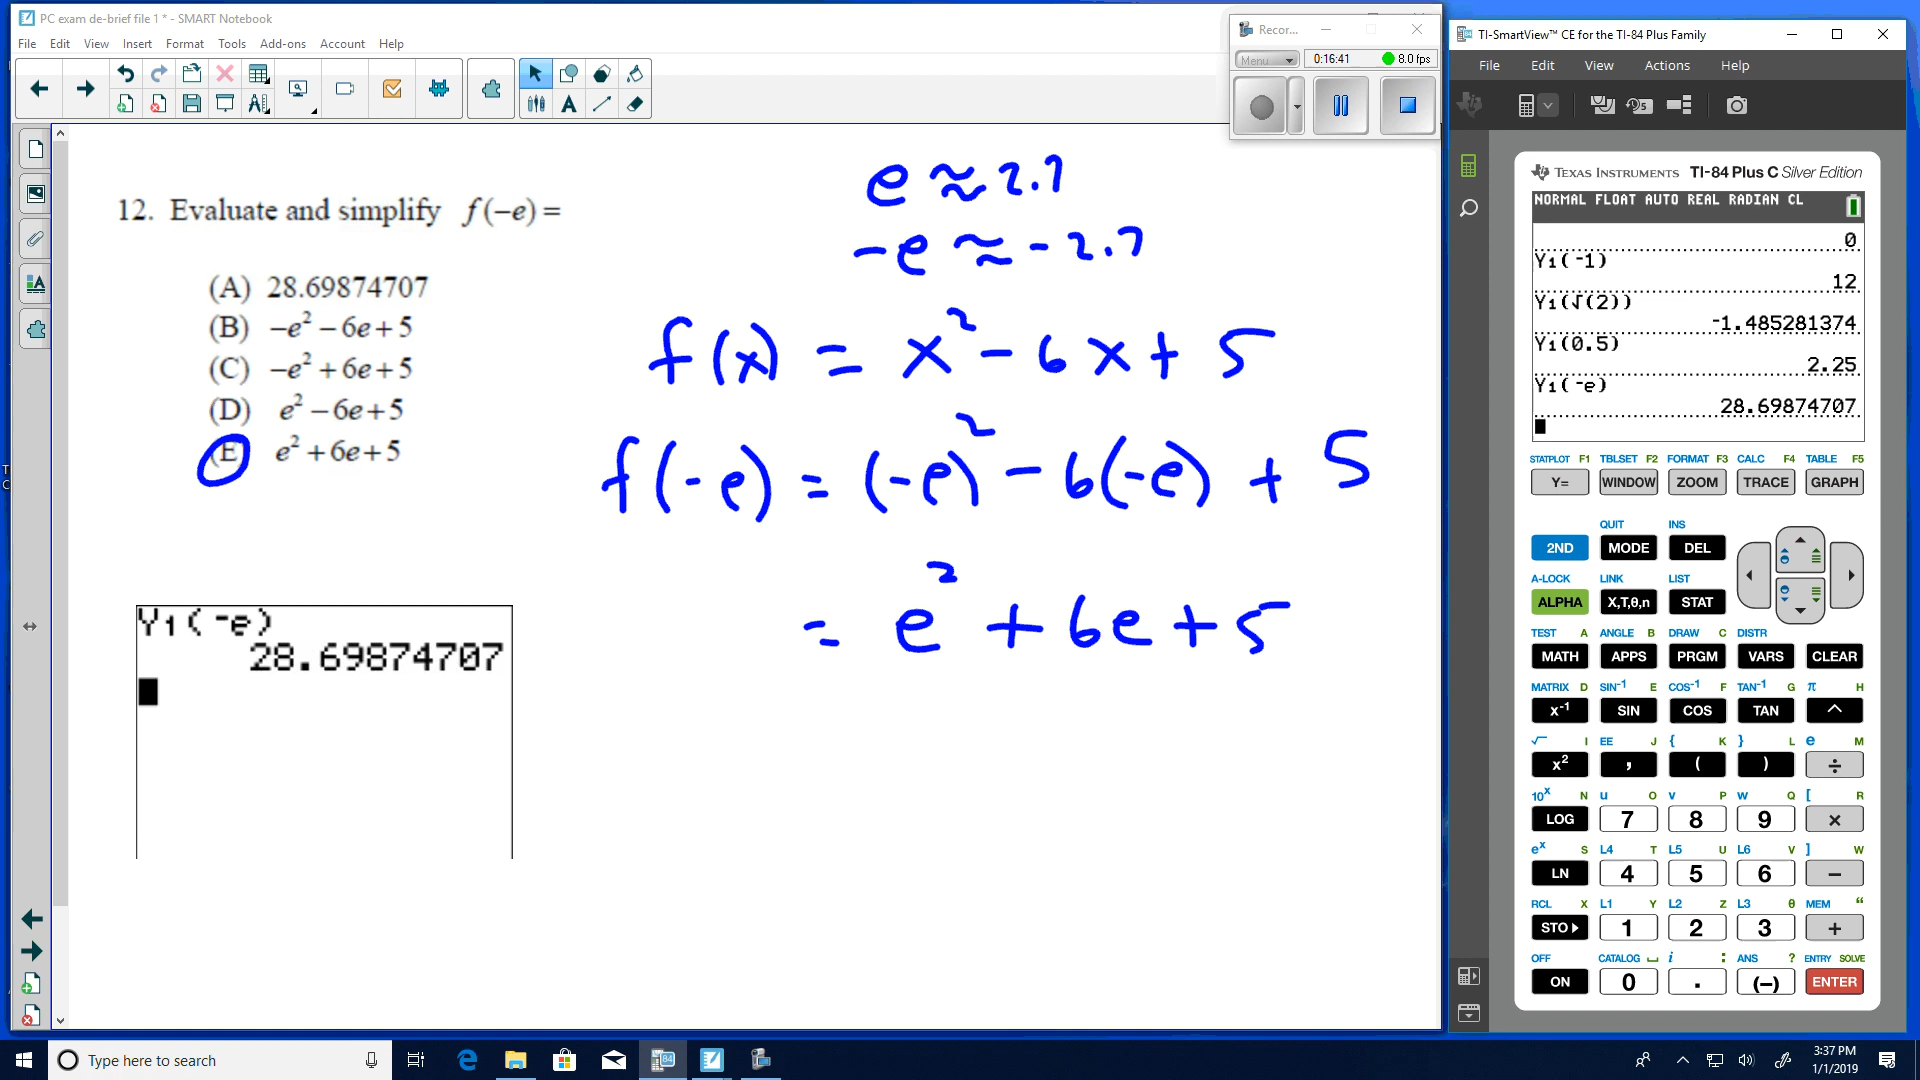 PC exam de-brief file 1 * - SMART Notebook
File Edit View Insert Format Tools Add-ons Account Help
Recor...
Menu
0:16:41
8.0 fps
12. Evaluate and simplify f(−e) =
(A) 28.69874707
(B) −e² − 6e + 5
(C) −e² + 6e + 5
(D) e² − 6e + 5
(E) e² + 6e + 5
e ≈ 2.7
-e ≈ -2.7
f(x) = x² - 6x + 5
f(-e) = (-e)² - 6(-e) + 5
= e² + 6e + 5
Y₁(⁻e)
28.69874707
TI-SmartView™ CE for the TI-84 Plus Family
File Edit View Actions Help
TEXAS INSTRUMENTS TI-84 Plus C Silver Edition
NORMAL FLOAT AUTO REAL RADIAN CL
0
Y₁(⁻1)
12
Y₁(√(2))
⁻1.485281374
Y₁(0.5)
2.25
Y₁(⁻e)
28.69874707
STATPLOT F1 TBLSET F2 FORMAT F3 CALC F4 TABLE F5
Y= WINDOW ZOOM TRACE GRAPH
QUIT INS
2ND MODE DEL
A-LOCK LINK LIST
ALPHA X,T,θ,n STAT
TEST A ANGLE B DRAW C DISTR
MATH APPS PRGM VARS CLEAR
MATRIX D SIN⁻¹ E COS⁻¹ F TAN⁻¹ G π H
x⁻¹ SIN COS TAN ^
√ I EE J { K } L e M
x² , ( ) ÷
10ˣ N u O v P w Q [ R
LOG 7 8 9 ×
eˣ S L4 T L5 U L6 V ] W
LN 4 5 6 −
RCL X L1 Y L2 Z L3 θ MEM “
STO▸ 1 2 3 +
OFF CATALOG i : ANS ? ENTRY SOLVE
ON 0 . (−) ENTER
Type here to search
84
3:37 PM
1/1/2019